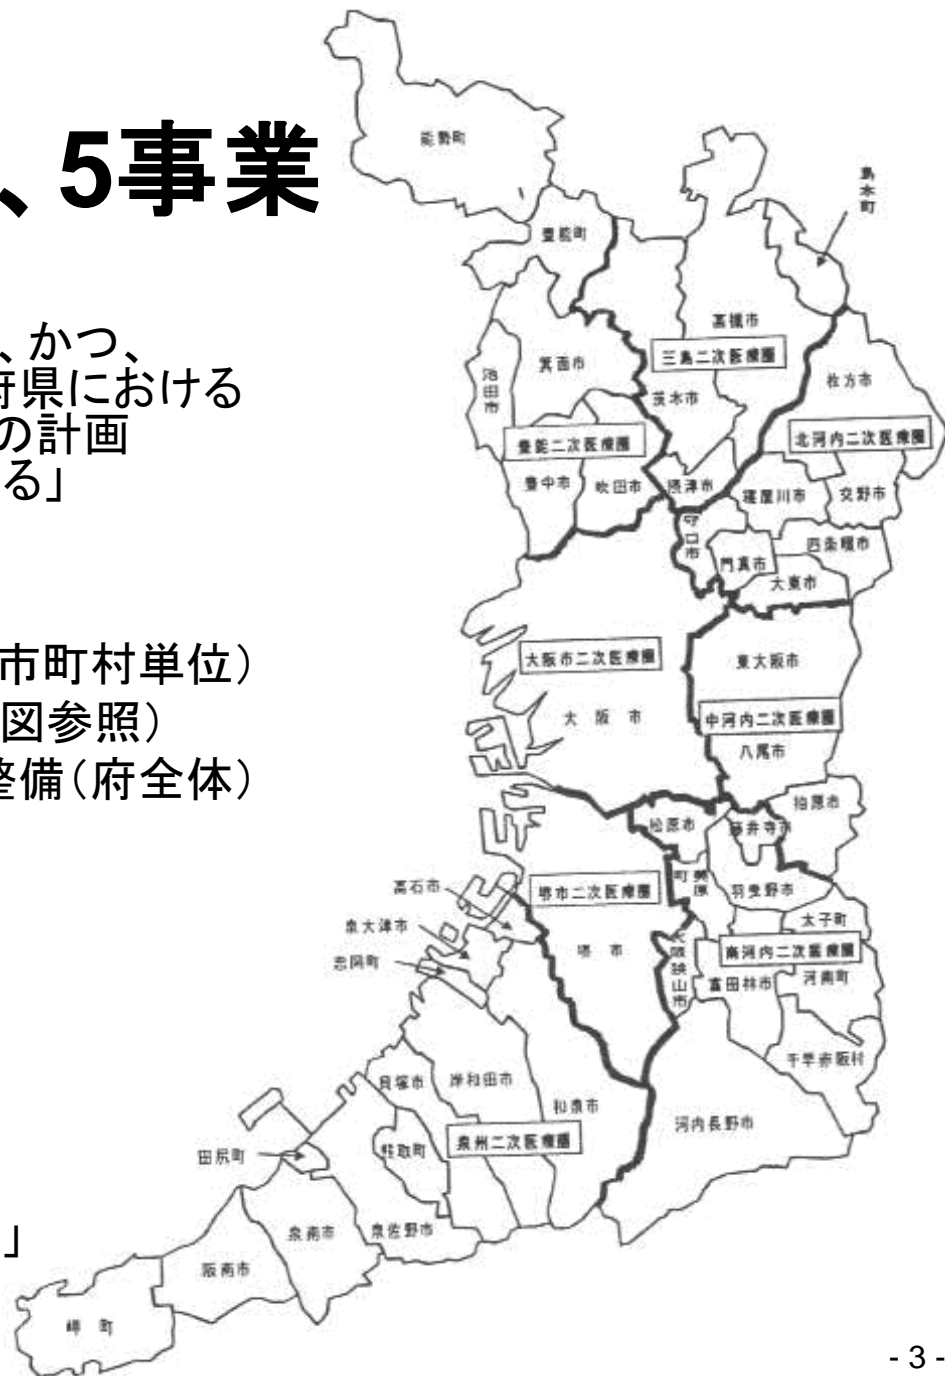 、5事業
、かつ、
府県における
の計画
る」
市町村単位）
図参照）
整備（府全体）
」
能勢町
豊能町
島本町
高槻市
三島二次医療圏
茨木市
箕面市
池田市
枚方市
北河内二次医療圏
豊能二次医療圏
豊中市
吹田市
摂津市
寝屋川市
交野市
守口市
門真市
四条畷市
大東市
大阪市二次医療圏
大阪市
東大阪市
中河内二次医療圏
八尾市
柏原市
松原市
藤井寺市
美原町
羽曳野市
高石市
堺市二次医療圏
太子町
泉大津市
堺市
大阪狭山市
南河内二次医療圏
忠岡町
富田林市
河南町
千早赤阪村
貝塚市
岸和田市
和泉市
河内長野市
泉州二次医療圏
熊取町
田尻町
泉南市
泉佐野市
阪南市
岬町
- 3 -